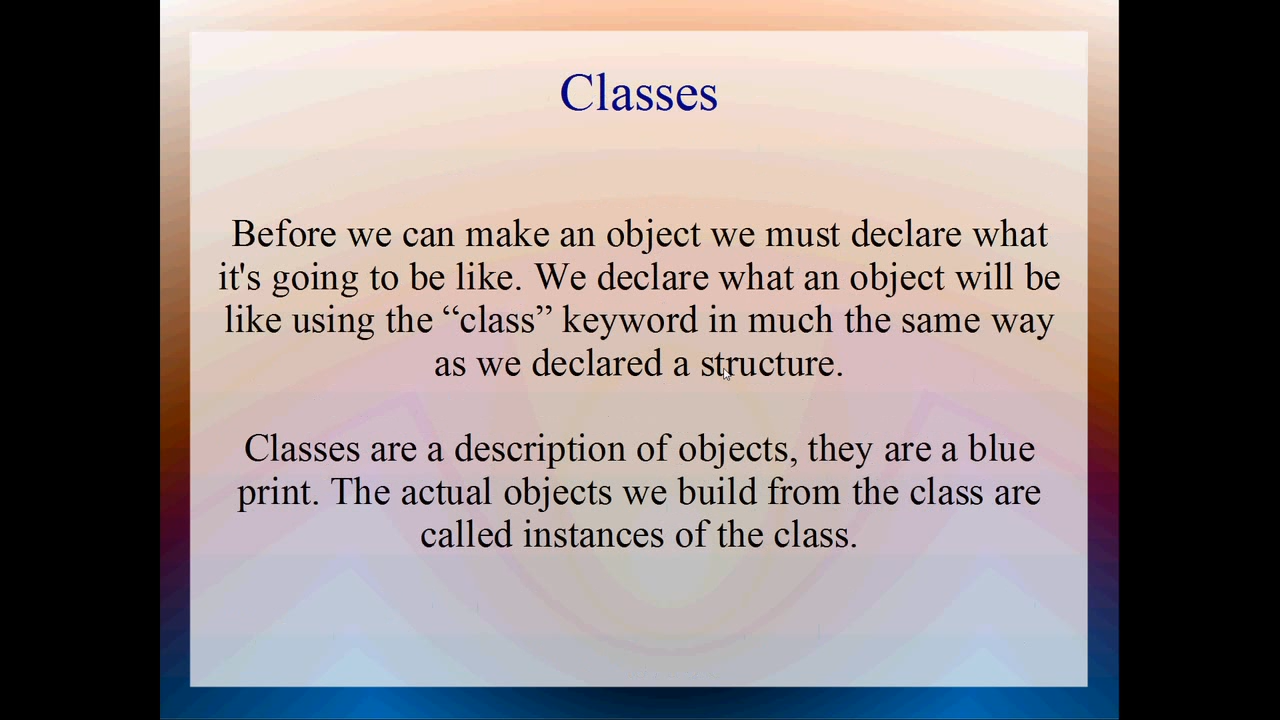 Classes
Before we can make an object we must declare what
it's going to be like. We declare what an object will be
like using the “class” keyword in much the same way
as we declared a structure.
Classes are a description of objects, they are a blue
print. The actual objects we build from the class are
called instances of the class.